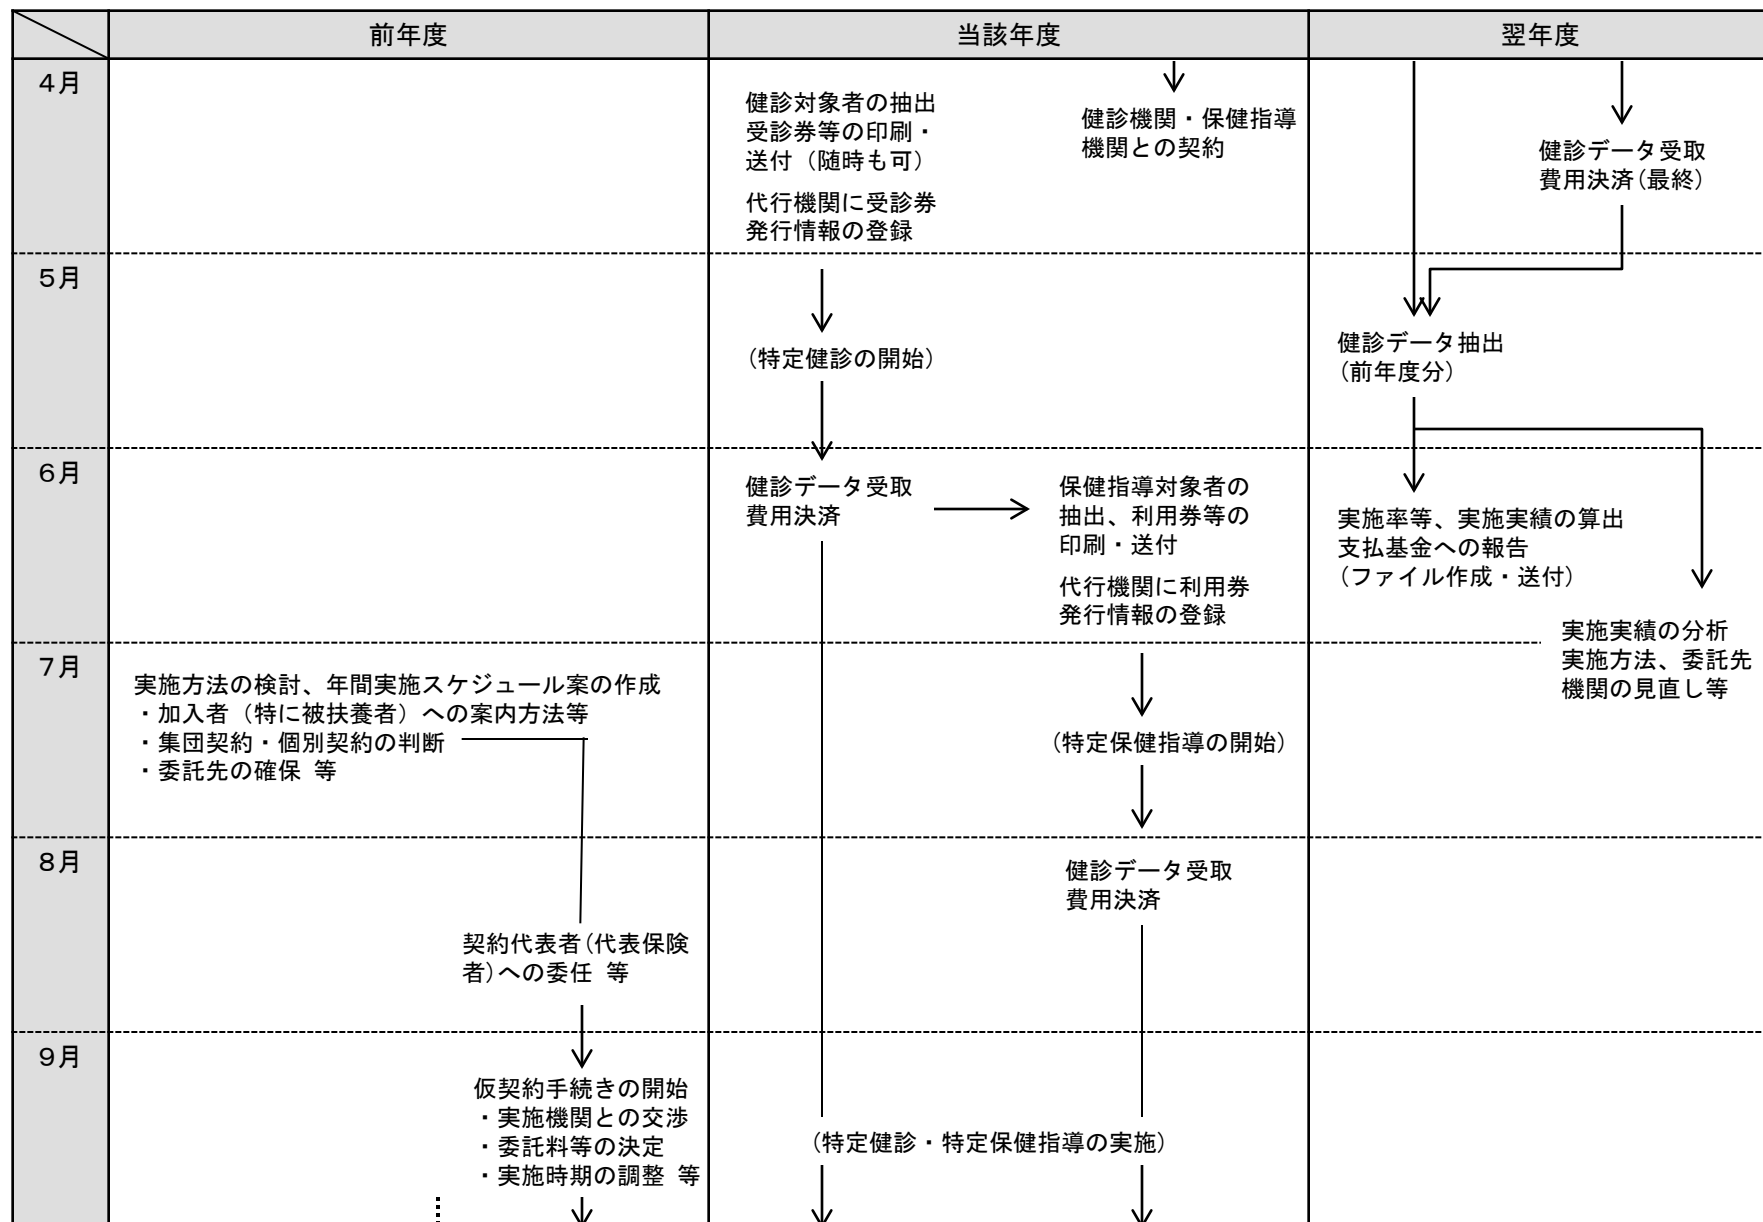 前年度
当該年度
翌年度
4月
健診対象者の抽出
受診券等の印刷・
送付（随時も可）
代行機関に受診券
発行情報の登録
健診機関・保健指導
機関との契約
健診データ受取
費用決済（最終）
5月
（特定健診の開始）
健診データ抽出
（前年度分）
6月
健診データ受取
費用決済
保健指導対象者の
抽出、利用券等の
印刷・送付
代行機関に利用券
発行情報の登録
実施率等、実施実績の算出
支払基金への報告
（ファイル作成・送付）
実施実績の分析
実施方法、委託先
機関の見直し等
7月
実施方法の検討、年間実施スケジュール案の作成
・加入者（特に被扶養者）への案内方法等
・集団契約・個別契約の判断
・委託先の確保 等
（特定保健指導の開始）
8月
健診データ受取
費用決済
契約代表者（代表保険
者）への委任 等
9月
仮契約手続きの開始
・実施機関との交渉
・委託料等の決定
・実施時期の調整 等
（特定健診・特定保健指導の実施）